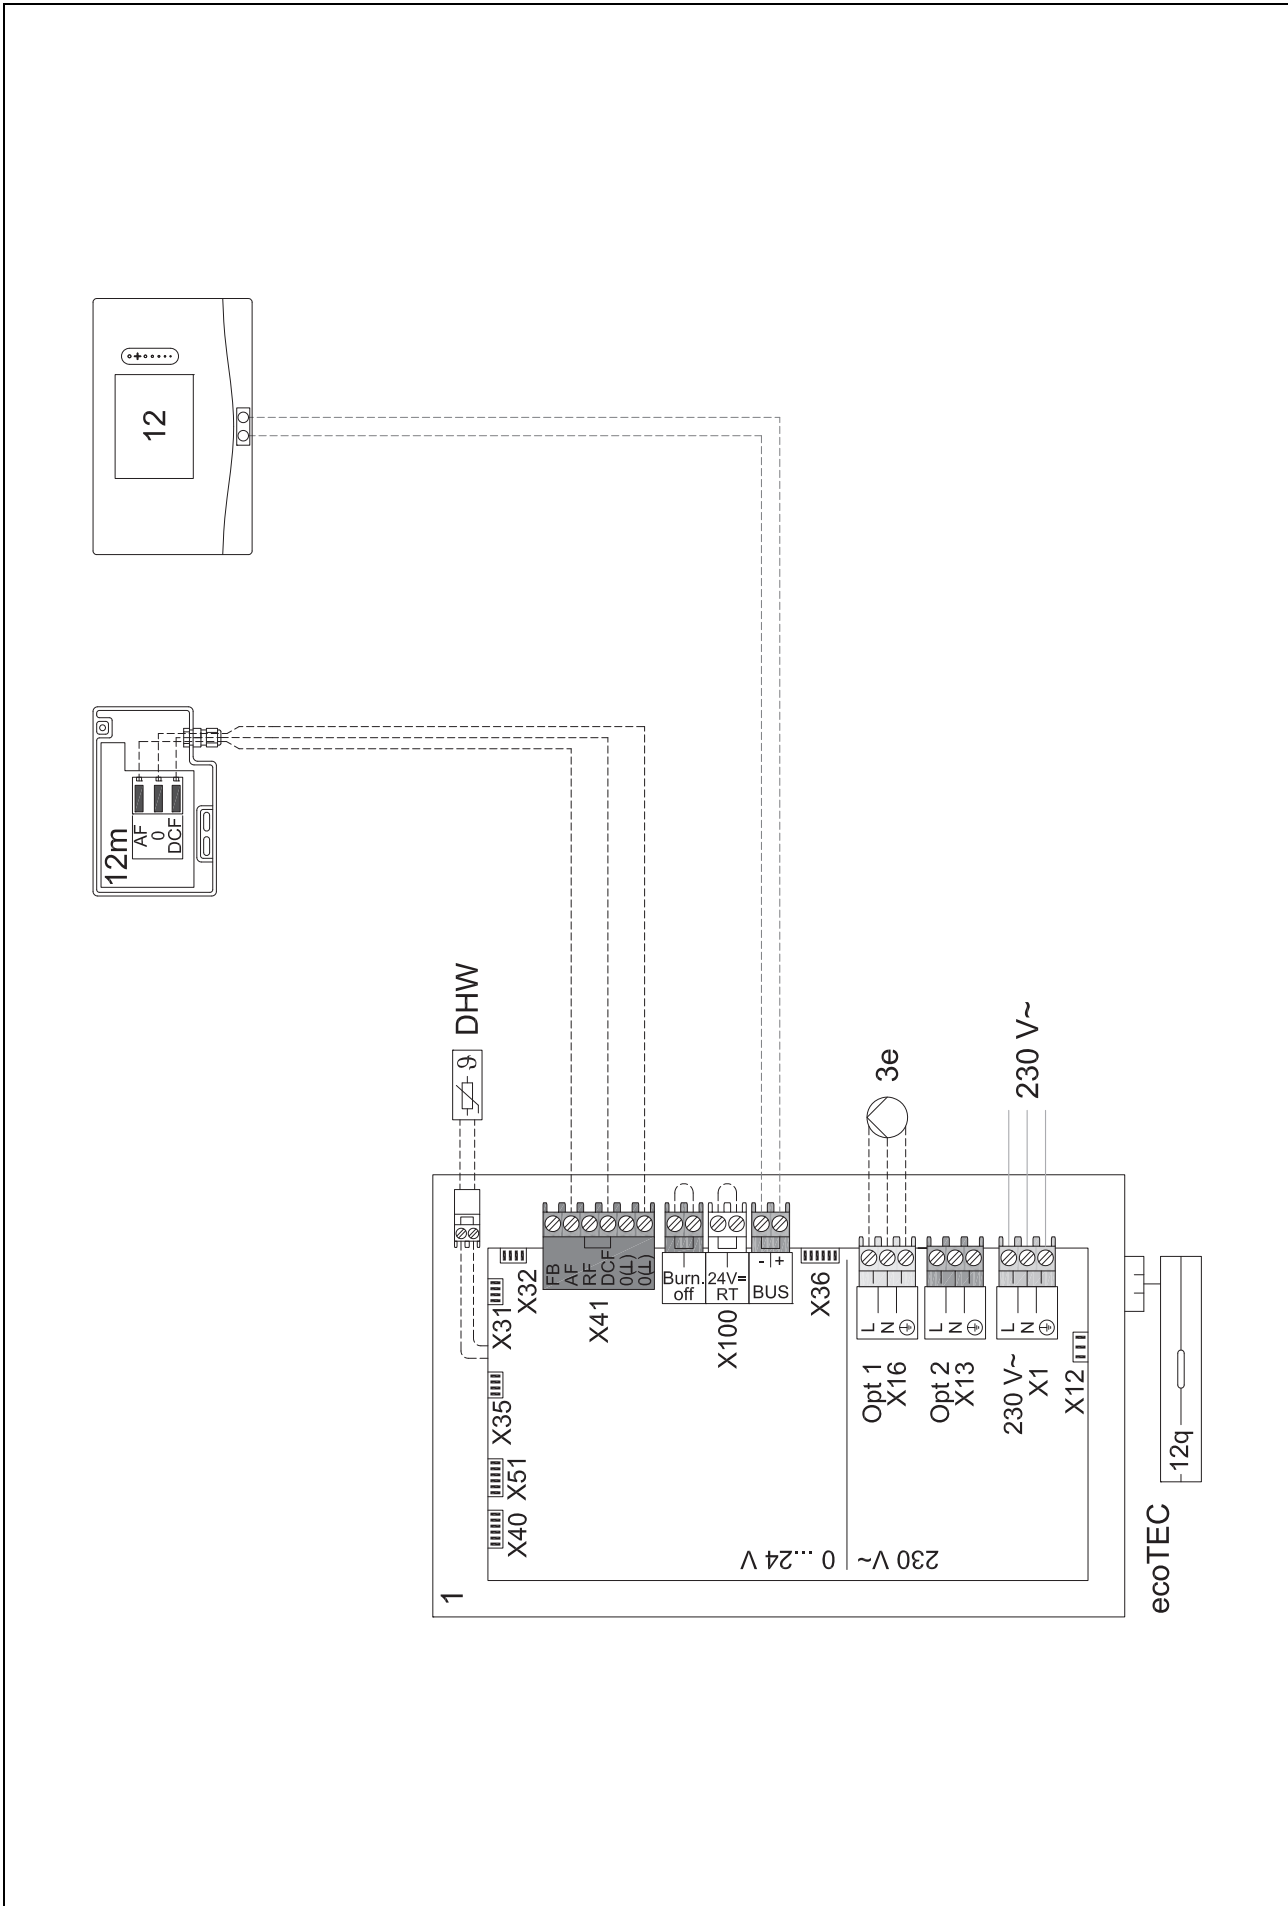 12
12m
AF
0
DCF
DHW
ϑ
1
X40
X51
X35
X31
X32
FB
AF
RF
DCF
0(⊥)
0(⊥)
X41
Burn.
off
24V=
RT
X100
- +
BUS
X36
0 ...24 V
230 V~
L
N
Opt 1
X16
3e
L
N
Opt 2
X13
L
N
230 V~
X1
230 V~
X12
12q
ecoTEC